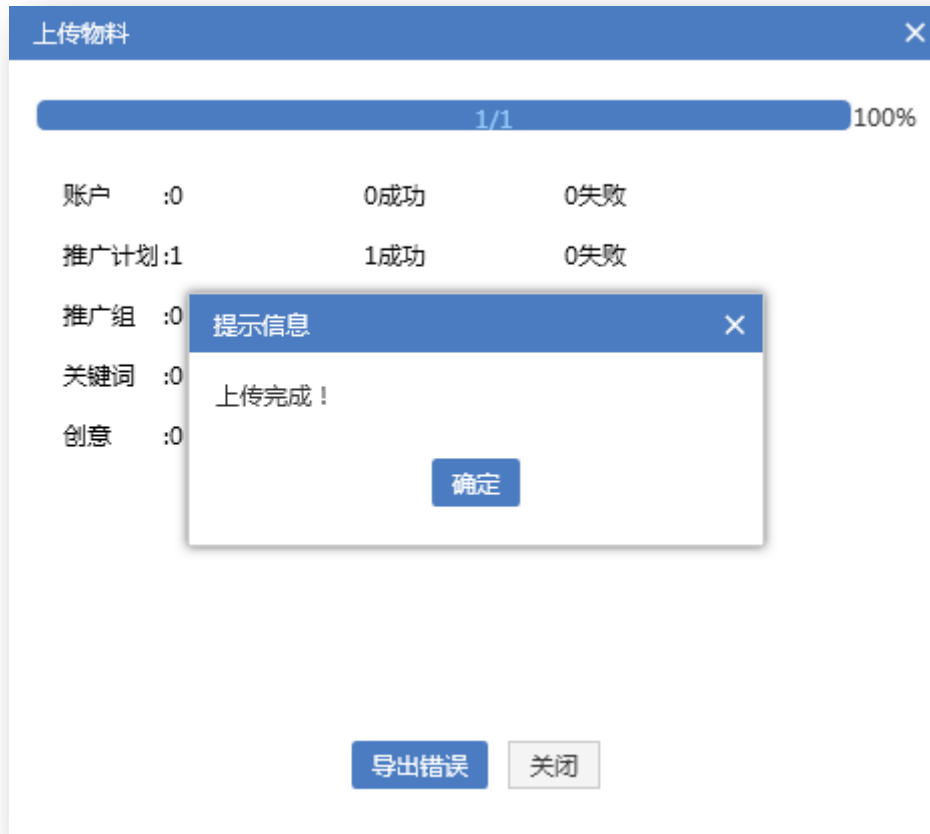 上传物料
1/1 100%
账户 :0 0成功 0失败
推广计划:1 1成功 0失败
推广组 :0
提示信息
关键词 :0
上传完成！
创意 :0
确定
导出错误 关闭